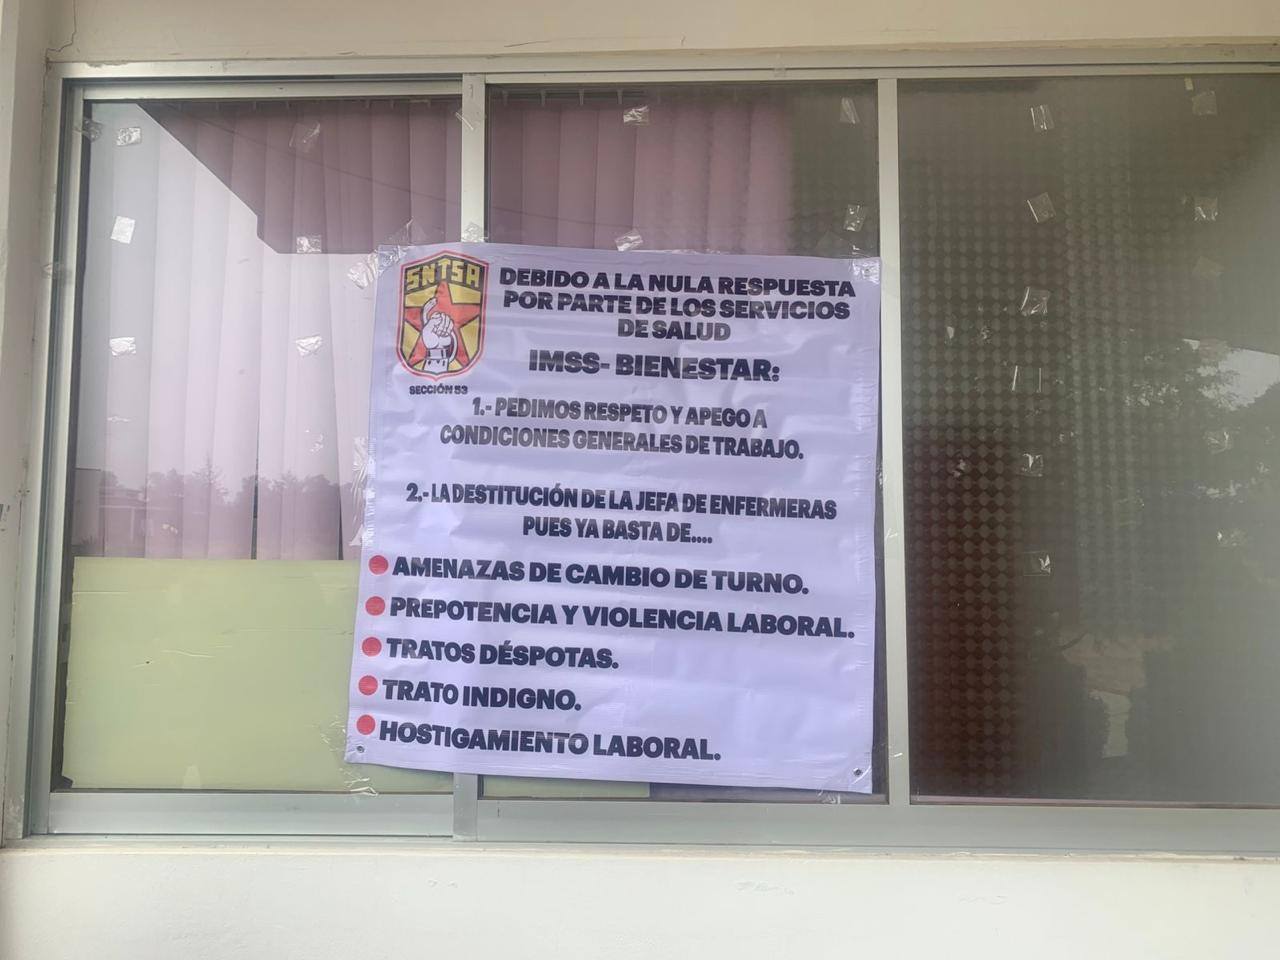 SNTSA
SECCIÓN 53
DEBIDO A LA NULA RESPUESTA
POR PARTE DE LOS SERVICIOS
DE SALUD
IMSS- BIENESTAR:
1.- PEDIMOS RESPETO Y APEGO A
CONDICIONES GENERALES DE TRABAJO.
2.- LA DESTITUCIÓN DE LA JEFA DE ENFERMERAS
PUES YA BASTA DE....
AMENAZAS DE CAMBIO DE TURNO.
PREPOTENCIA Y VIOLENCIA LABORAL.
TRATOS DÉSPOTAS.
TRATO INDIGNO.
HOSTIGAMIENTO LABORAL.